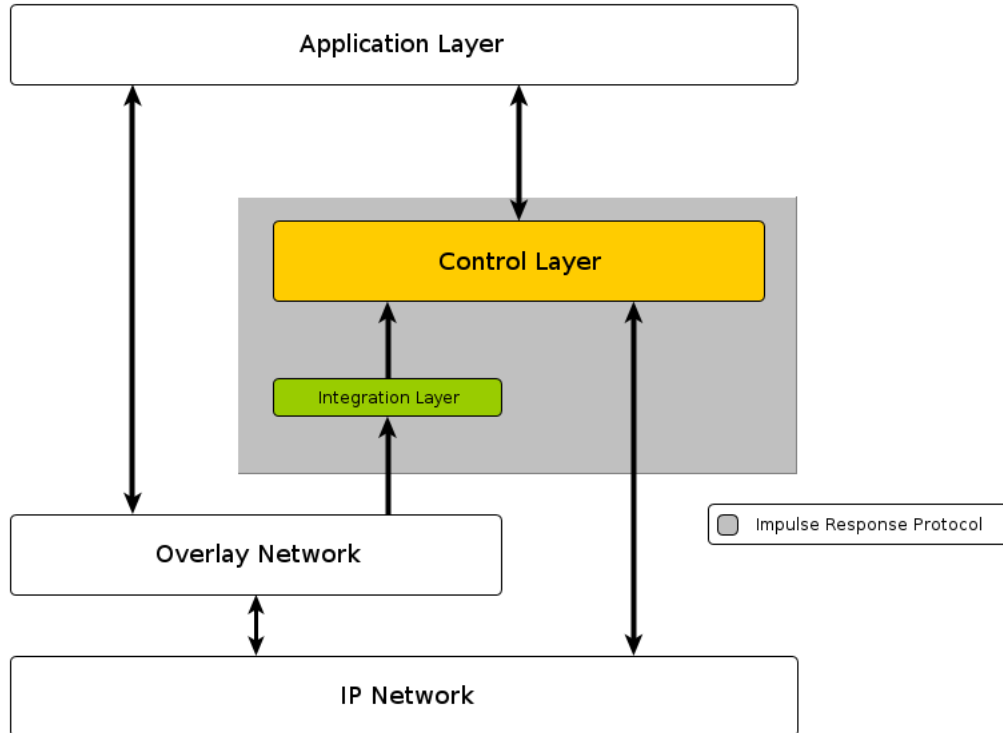 Application Layer
Control Layer
Integration Layer
Impulse Response Protocol
Overlay Network
IP Network